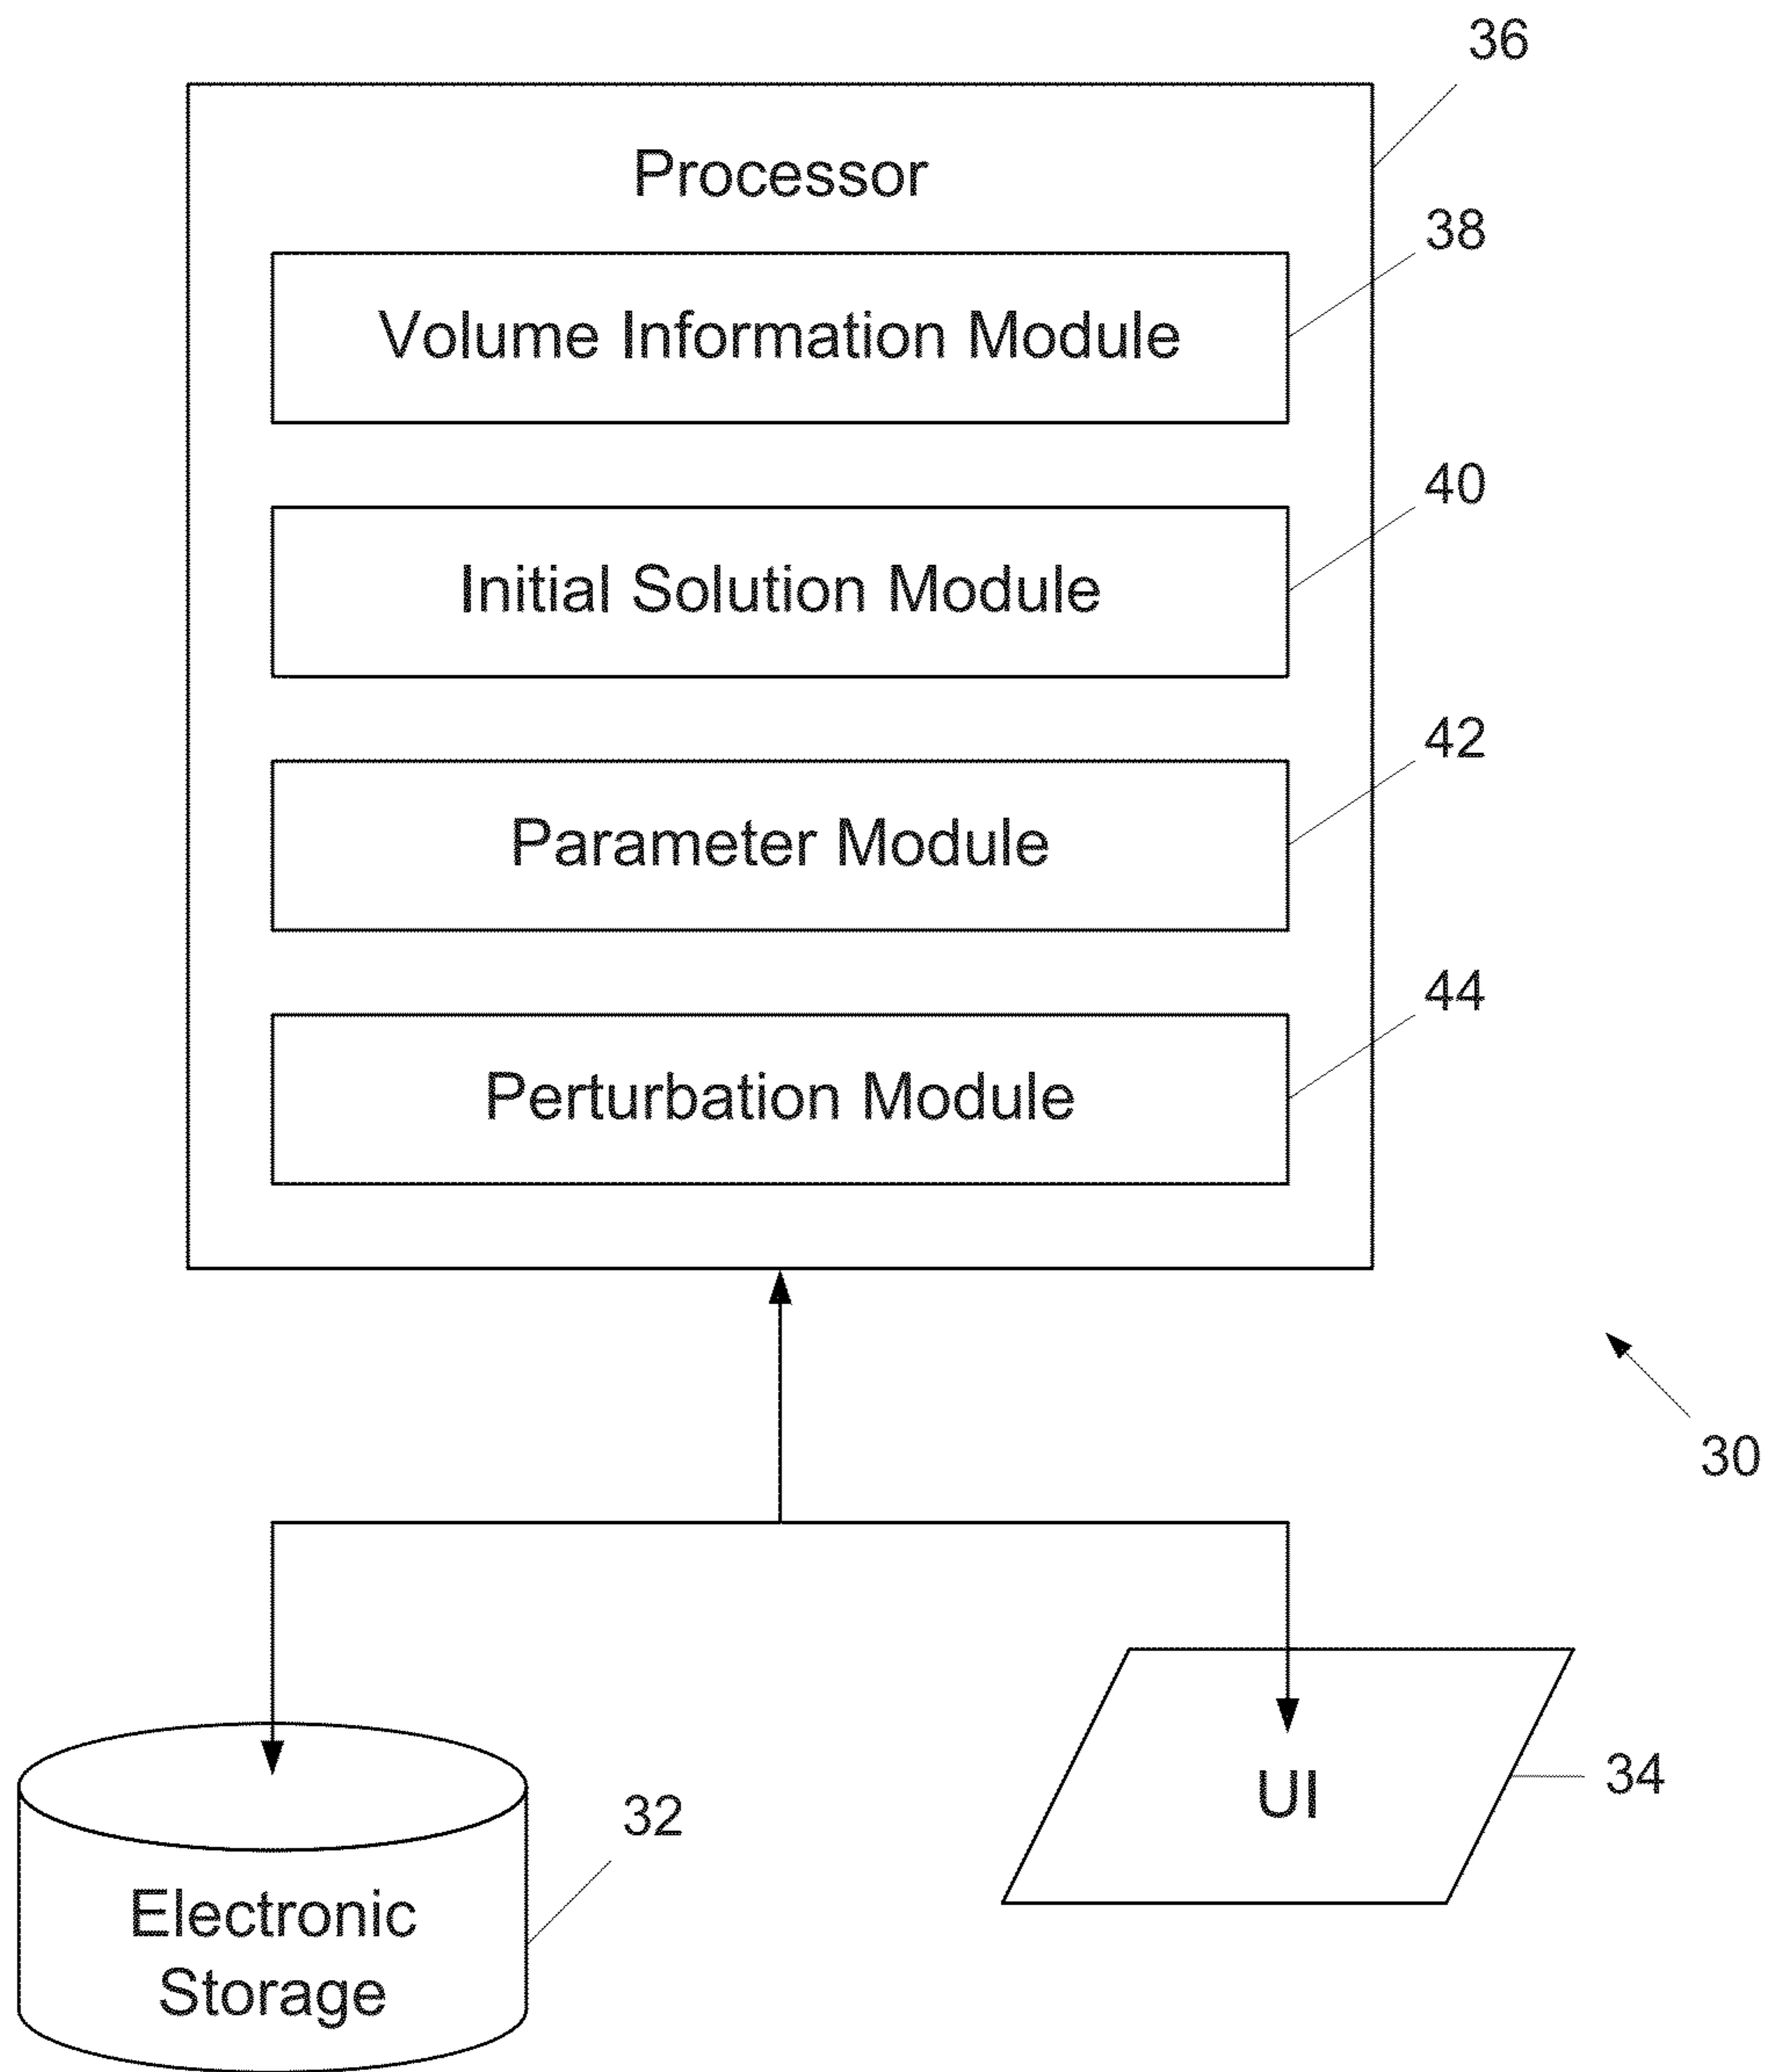 36
Processor
38
Volume Information Module
40
Initial Solution Module
42
Parameter Module
44
Perturbation Module
30
32
Electronic
Storage
34
UI